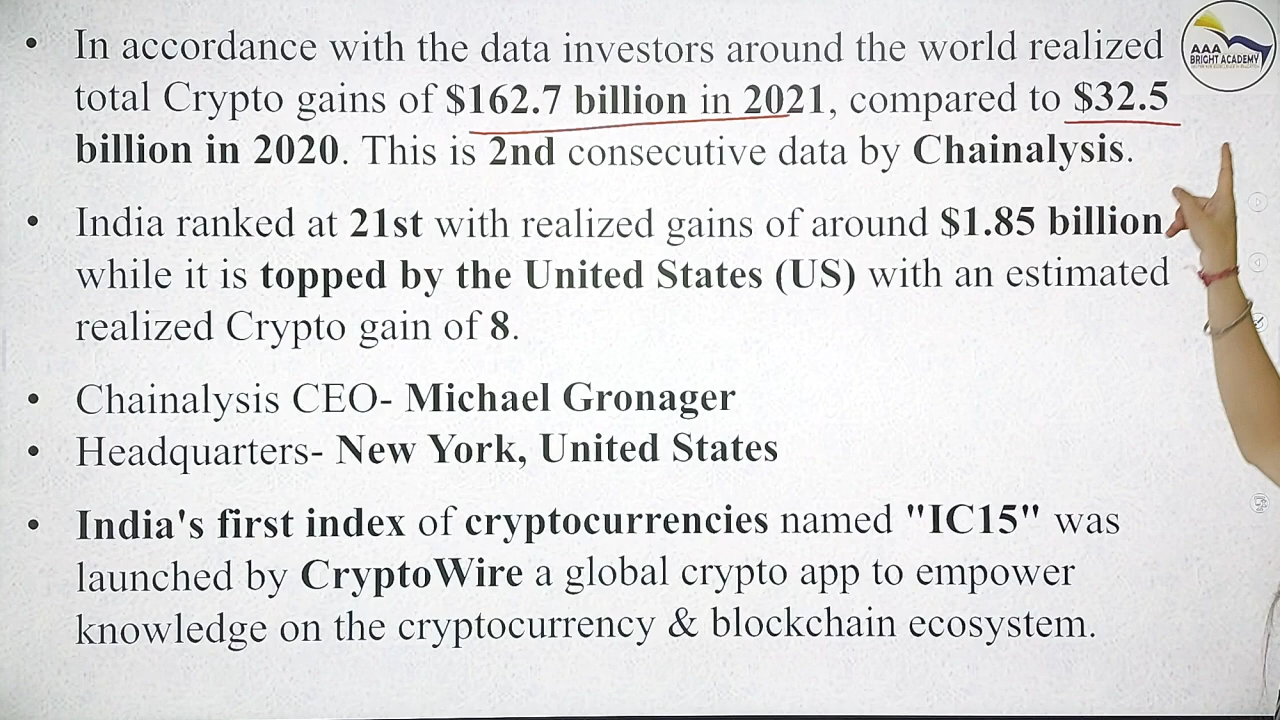 • In accordance with the data investors around the world realized
total Crypto gains of $162.7 billion in 2021, compared to $32.5
billion in 2020. This is 2nd consecutive data by Chainalysis.
• India ranked at 21st with realized gains of around $1.85 billion,
while it is topped by the United States (US) with an estimated
realized Crypto gain of 8.
• Chainalysis CEO- Michael Gronager
• Headquarters- New York, United States
• India's first index of cryptocurrencies named "IC15" was
launched by CryptoWire a global crypto app to empower
knowledge on the cryptocurrency & blockchain ecosystem.
AAA
BRIGHT ACADEMY